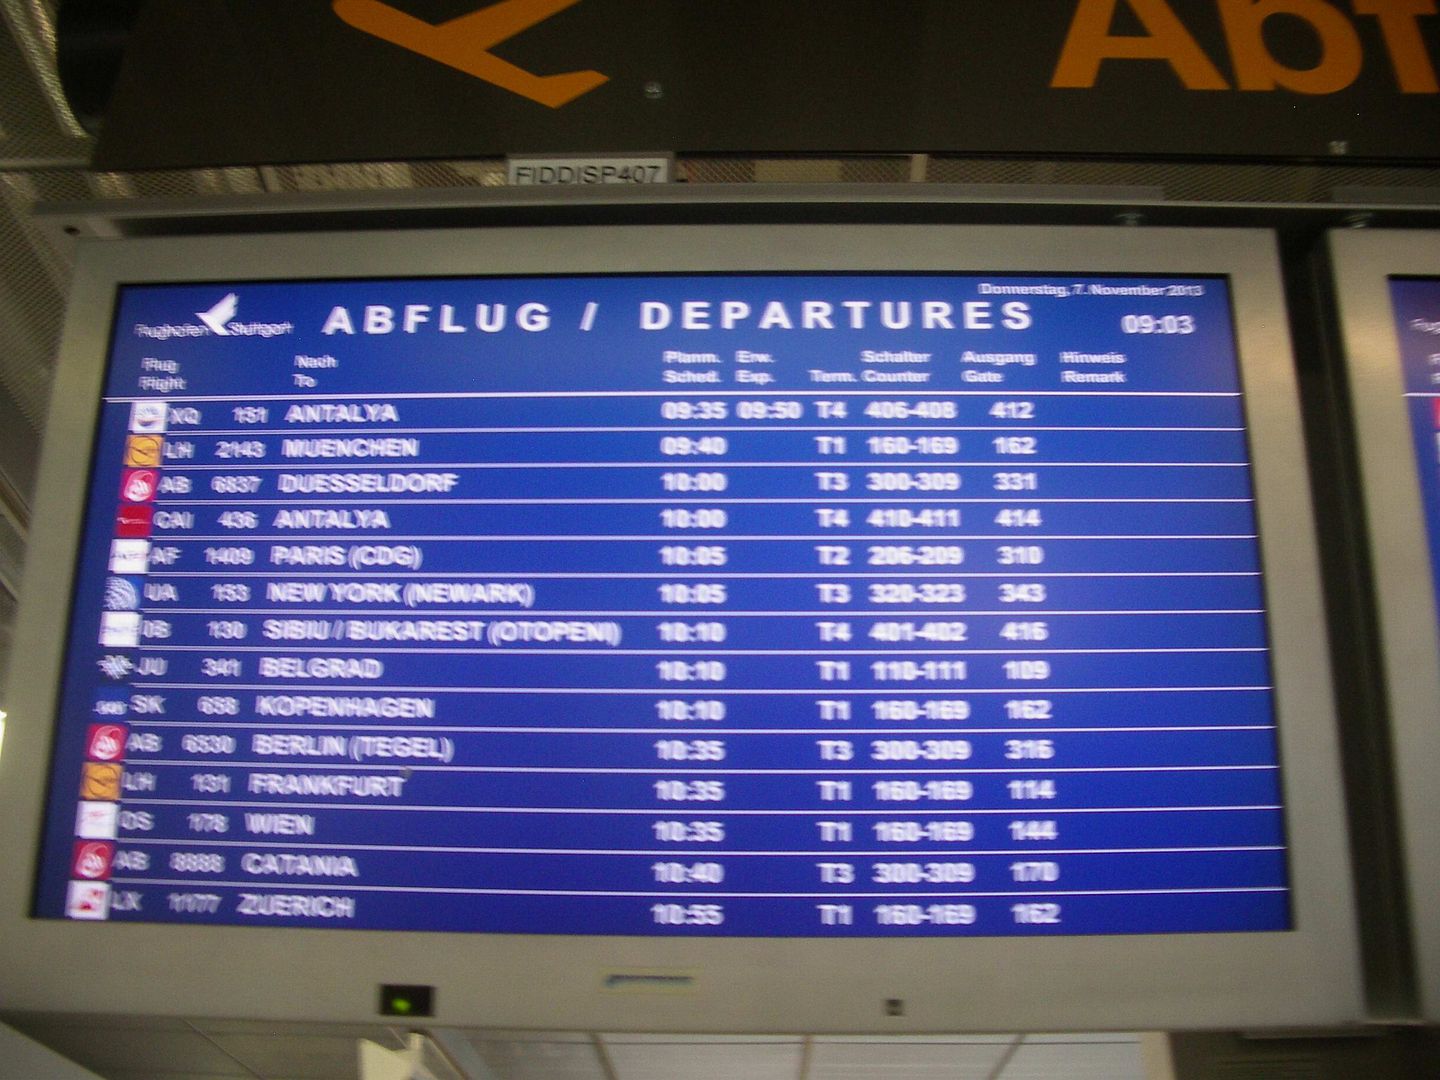 Abf
FIDDISP407
Donnerstag, 7. November 2013
Flughafen Stuttgart ABFLUG / DEPARTURES 09:03
Flug Nach Planm. Erw. Schalter Ausgang Hinweis
Flight To Sched. Exp. Term. Counter Gate Remark
XQ 151 ANTALYA 09:35 09:50 T4 406-408 412
LH 2143 MUENCHEN 09:40 T1 160-169 162
AB 6837 DUESSELDORF 10:00 T3 300-309 331
CAI 436 ANTALYA 10:00 T4 410-411 414
AF 1409 PARIS (CDG) 10:05 T2 206-209 310
UA 153 NEW YORK (NEWARK) 10:05 T3 320-323 343
0B 130 SIBIU / BUKAREST (OTOPENI) 10:10 T4 401-402 416
JU 341 BELGRAD 10:10 T1 110-111 109
SK 658 KOPENHAGEN 10:10 T1 160-169 162
AB 6530 BERLIN (TEGEL) 10:35 T3 300-309 316
LH 131 FRANKFURT 10:35 T1 160-169 114
OS 178 WIEN 10:35 T1 160-169 144
AB 8888 CATANIA 10:40 T3 300-309 170
LX 1177 ZUERICH 10:55 T1 160-169 162